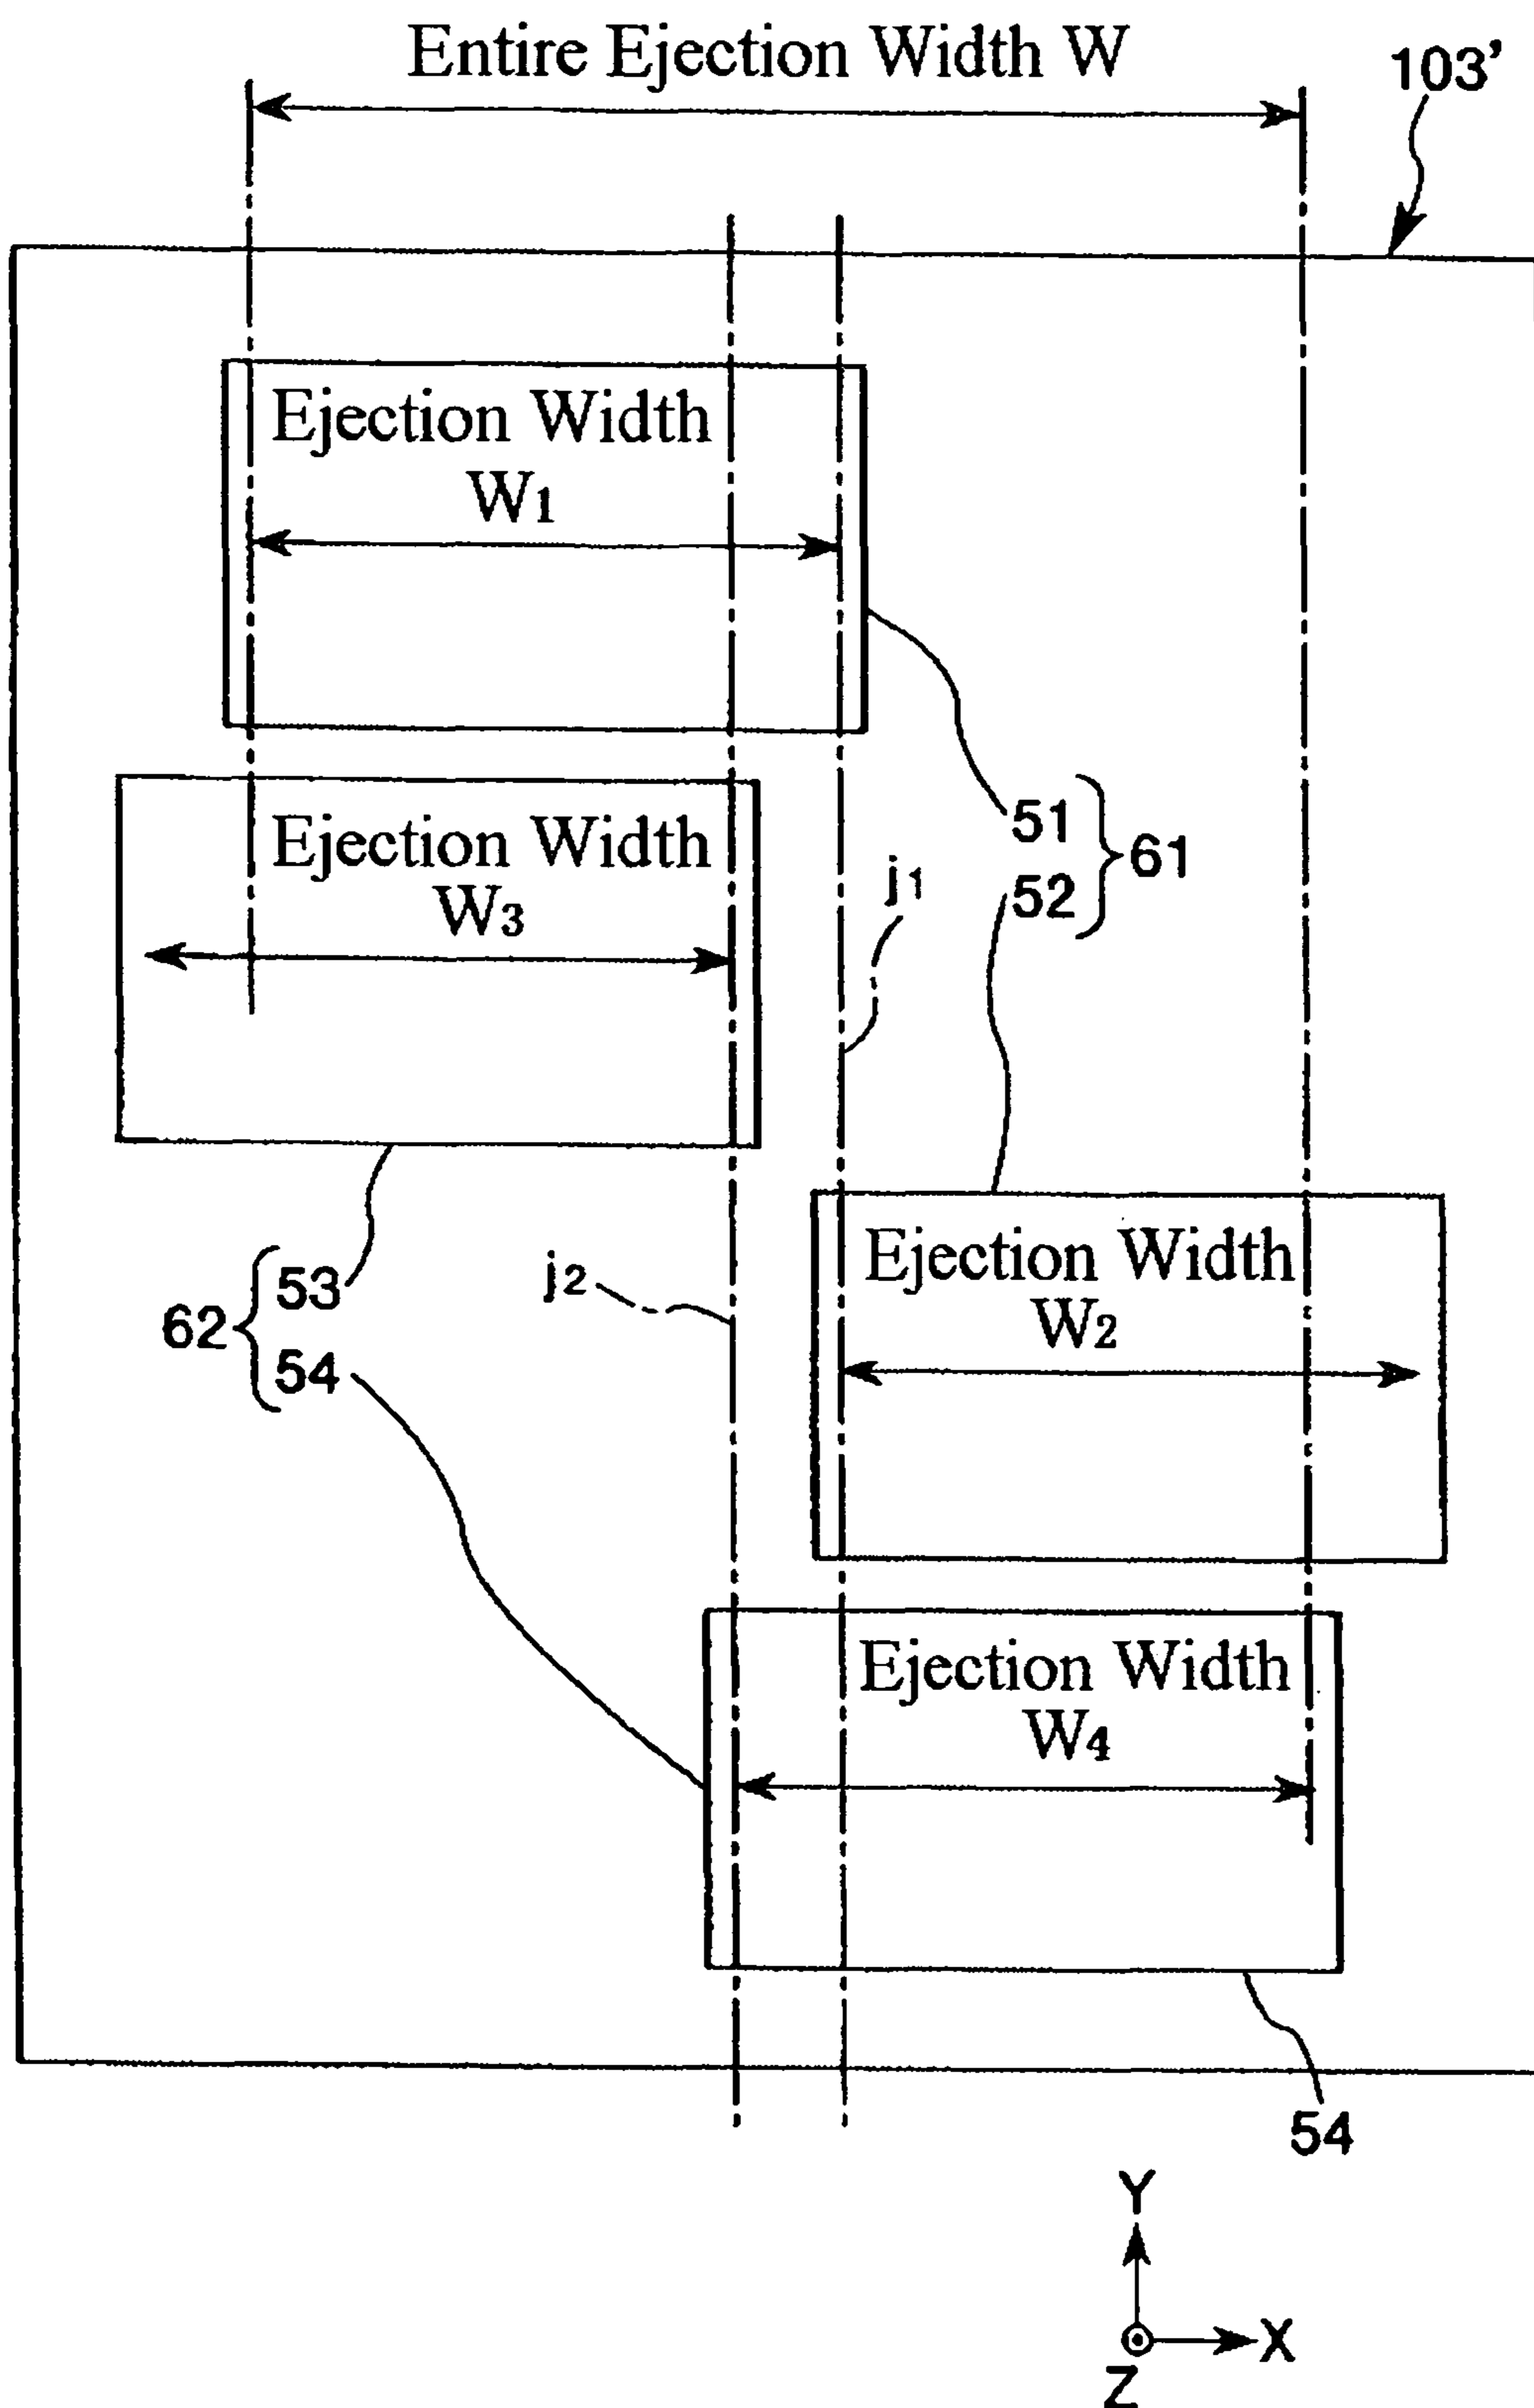 Entire Ejection Width W
103'
Ejection Width
W1
Ejection Width
W3
51
52
61
j1
53
54
62
j2
Ejection Width
W2
Ejection Width
W4
54
Y
X
Z